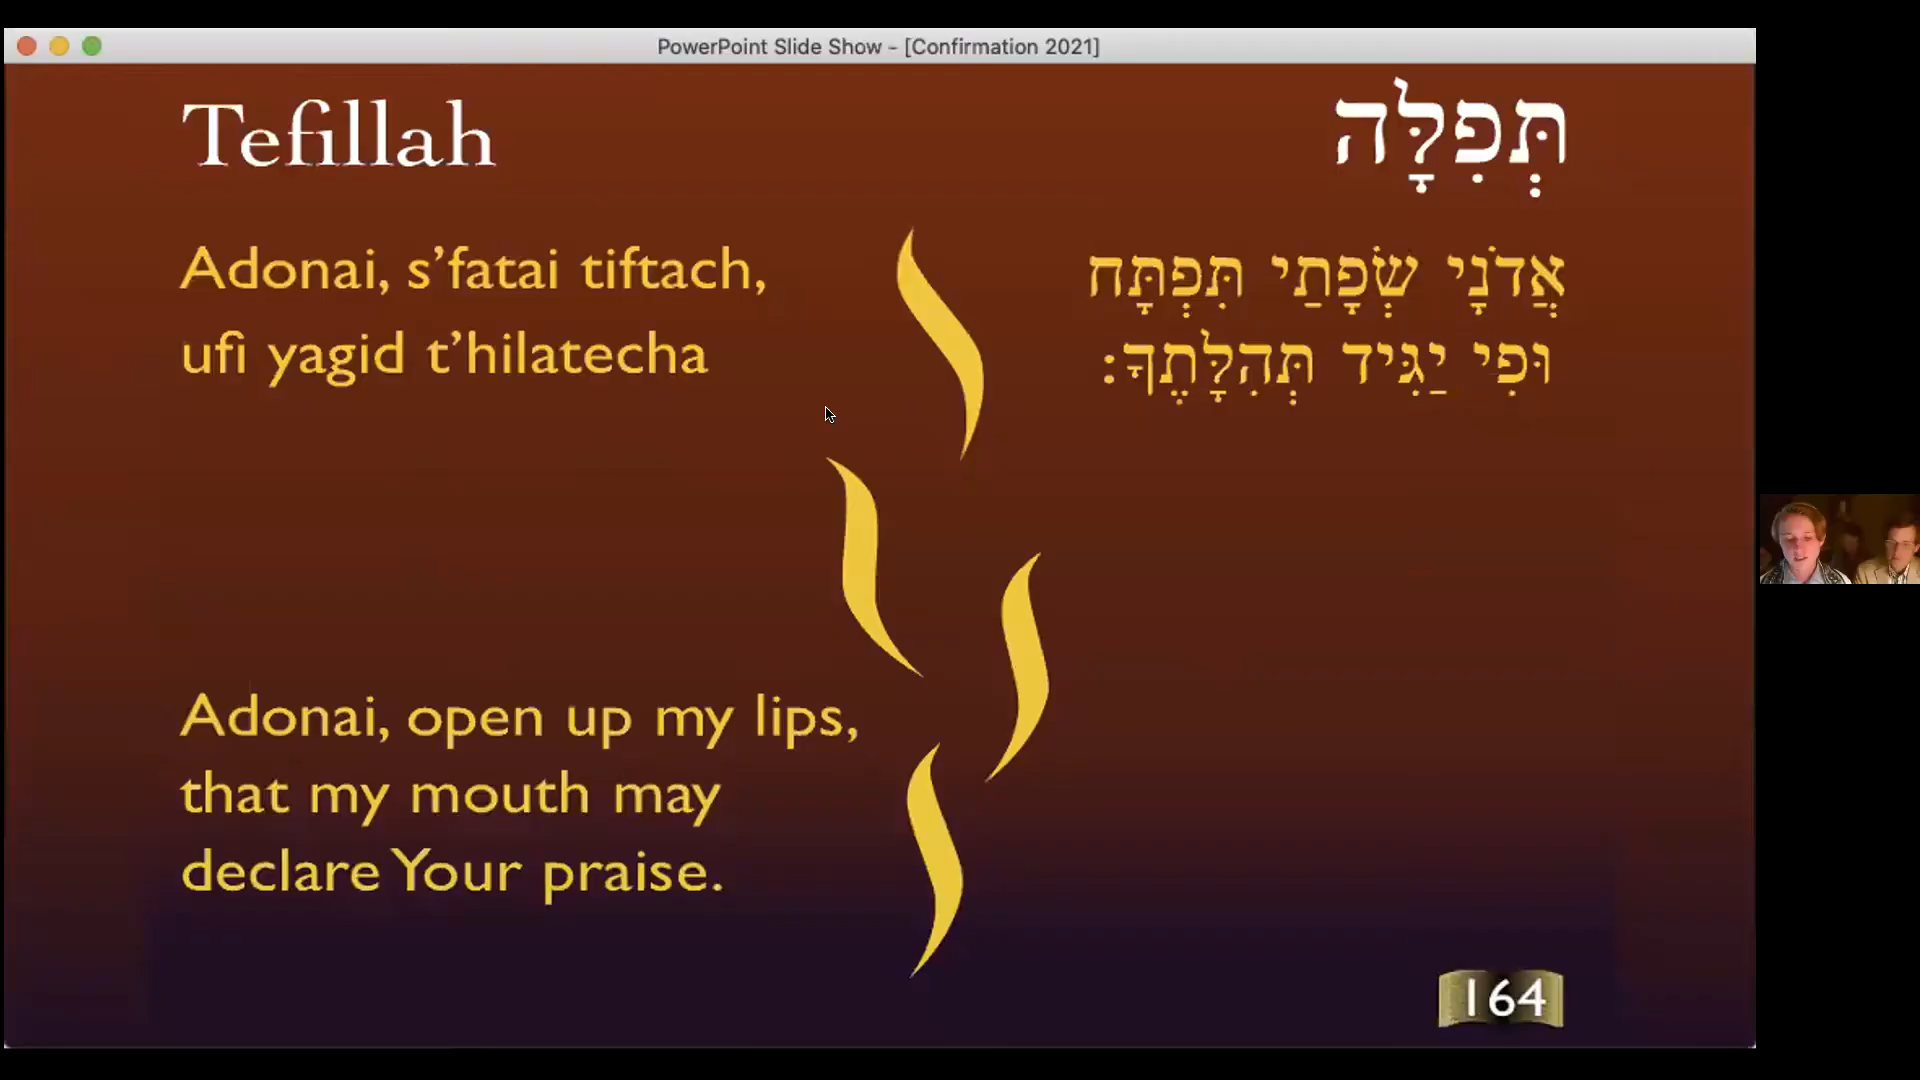 PowerPoint Slide Show - [Confirmation 2021]
Tefillah
תְּפִלָּה
Adonai, s’fatai tiftach,
ufi yagid t’hilatecha
אֲדֹנָי שְׂפָתַי תִּפְתָּח
וּפִי יַגִּיד תְּהִלָּתֶךָ:
Adonai, open up my lips,
that my mouth may
declare Your praise.
164